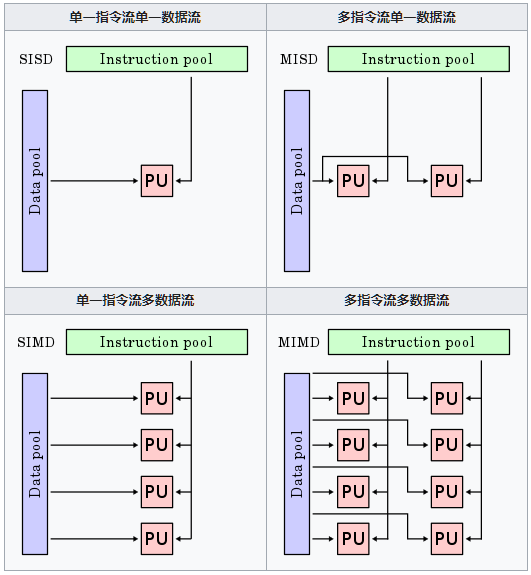 单一指令流单一数据流
SISD
Instruction pool
Data pool
PU
多指令流单一数据流
MISD
Instruction pool
Data pool
PU
PU
单一指令流多数据流
SIMD
Instruction pool
Data pool
PU
PU
PU
PU
多指令流多数据流
MIMD
Instruction pool
Data pool
PU
PU
PU
PU
PU
PU
PU
PU